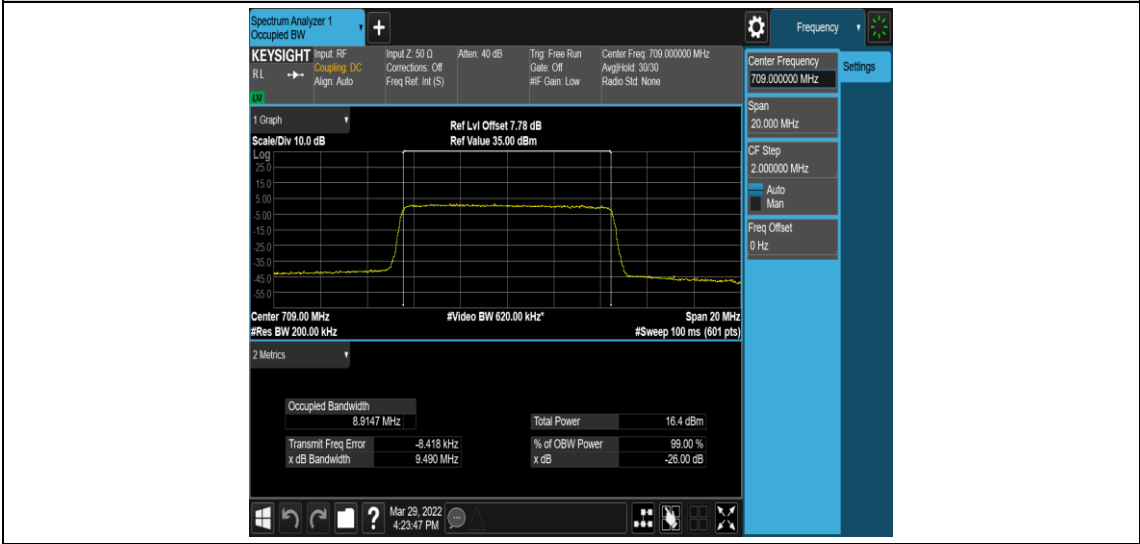 Spectrum Analyzer 1
Occupied BW
+
Frequency
KEYSIGHT
RL
LXI
Input: RF
Coupling: DC
Align: Auto
Input Z: 50 Ω
Corrections: Off
Freq Ref: Int (S)
Atten: 40 dB
Trig: Free Run
Gate: Off
#IF Gain: Low
Center Freq: 709.000000 MHz
Avg|Hold: 30/30
Radio Std: None
Center Frequency
709.000000 MHz
Settings
Span
20.000 MHz
CF Step
2.000000 MHz
Auto
Man
Freq Offset
0 Hz
1 Graph
Scale/Div 10.0 dB
Ref Lvl Offset 7.78 dB
Ref Value 35.00 dBm
Log
25.0
15.0
5.00
-5.00
-15.0
-25.0
-35.0
-45.0
-55.0
Center 709.00 MHz
#Video BW 620.00 kHz*
Span 20 MHz
#Res BW 200.00 kHz
#Sweep 100 ms (601 pts)
2 Metrics
Occupied Bandwidth
8.9147 MHz
Total Power 16.4 dBm
Transmit Freq Error -8.418 kHz
% of OBW Power 99.00 %
x dB Bandwidth 9.490 MHz
x dB -26.00 dB
?
Mar 29, 2022
4:23:47 PM